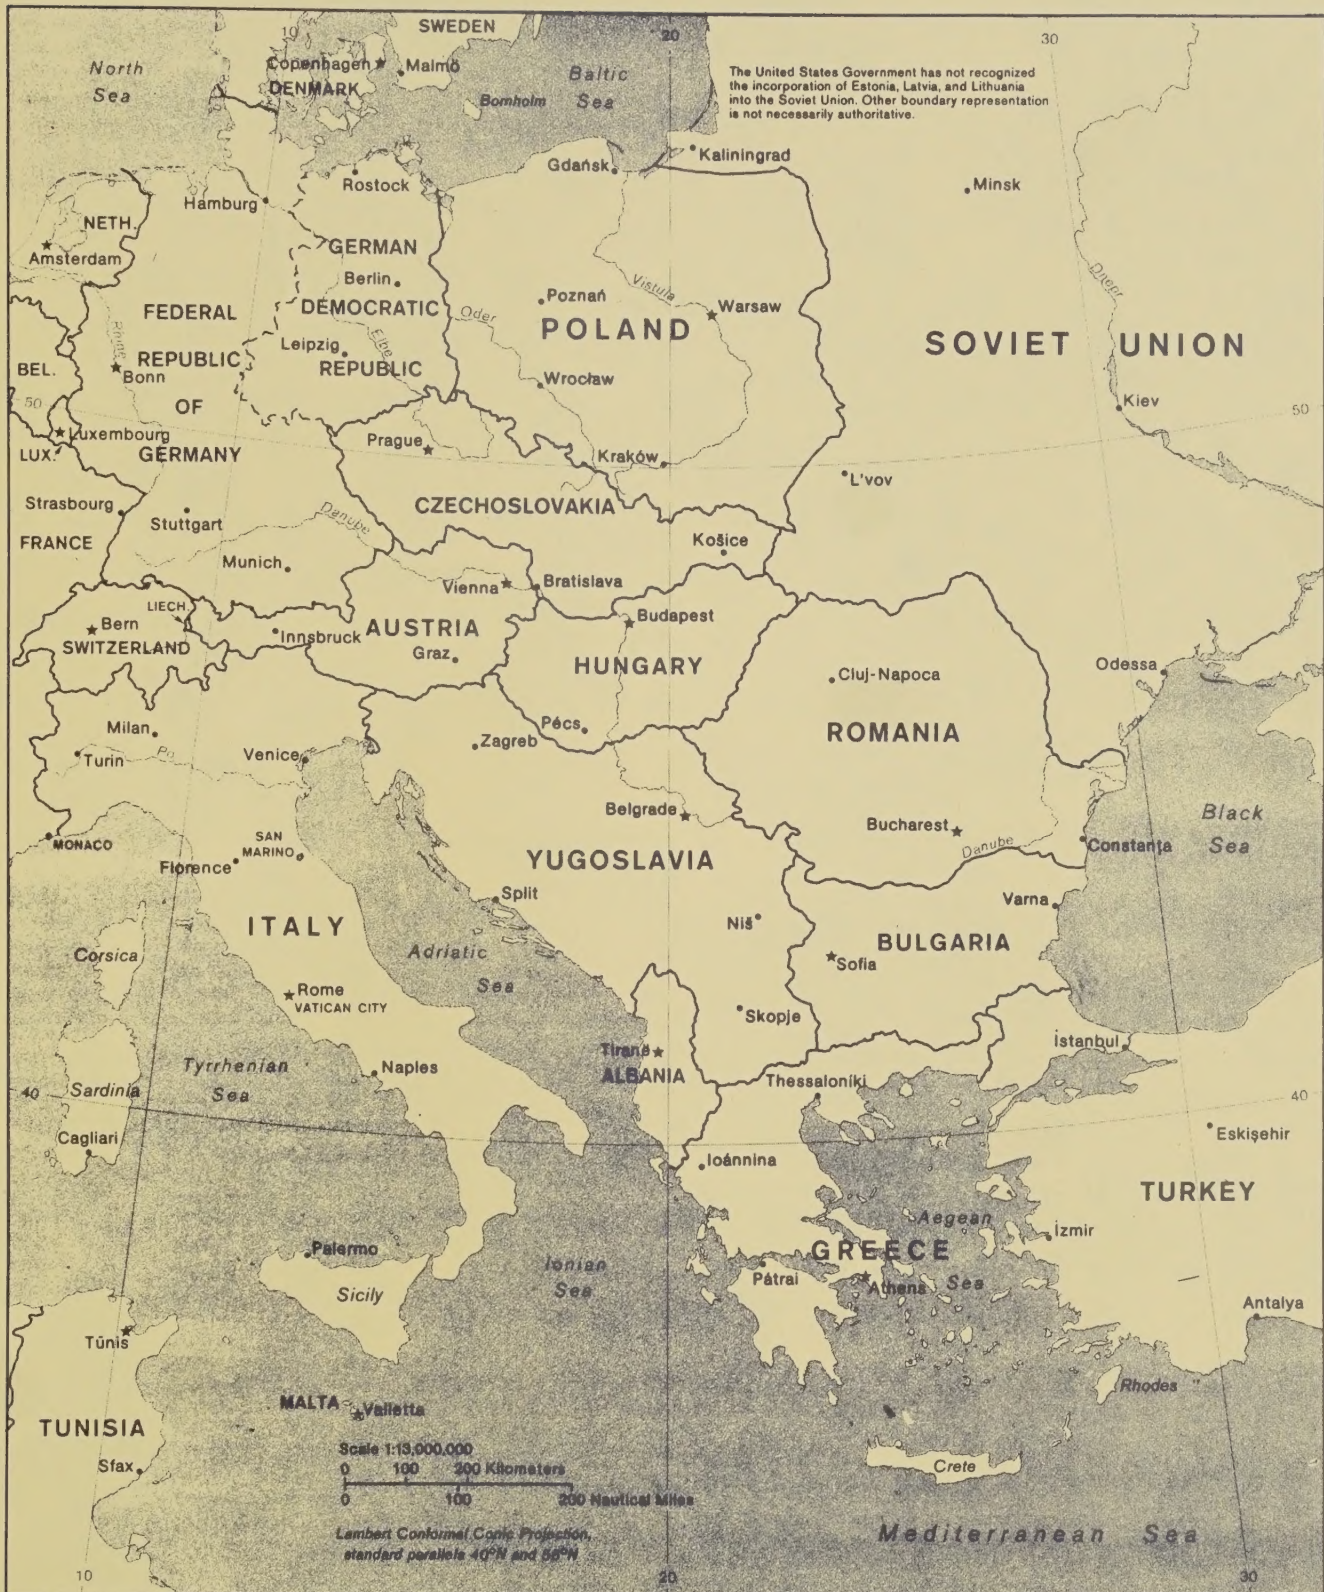 SWEDEN
10
20
30
North
Sea
Copenhagen
Malmö
DENMARK
Baltic
Sea
Bornholm
The United States Government has not recognized
the incorporation of Estonia, Latvia, and Lithuania
into the Soviet Union. Other boundary representation
is not necessarily authoritative.
Kaliningrad
Gdańsk
Rostock
Minsk
Hamburg
NETH.
Amsterdam
GERMAN
Berlin
DEMOCRATIC
Leipzig
Elbe
REPUBLIC
FEDERAL
REPUBLIC
OF
GERMANY
Rhine
Bonn
BEL.
50
Luxembourg
LUX.
Oder
Poznań
Vistula
Warsaw
POLAND
Wrocław
Kraków
Dnepr
SOVIET UNION
Kiev
50
L'vov
Prague
CZECHOSLOVAKIA
Strasbourg
Stuttgart
FRANCE
Danube
Munich
Košice
Vienna
Bratislava
LIECH.
Bern
SWITZERLAND
Innsbruck
AUSTRIA
Graz
Budapest
HUNGARY
Pécs
Cluj-Napoca
ROMANIA
Odessa
Milan
Turin
Po
Venice
Zagreb
Belgrade
Bucharest
Danube
Constanța
Black
Sea
MONACO
SAN
MARINO
Florence
YUGOSLAVIA
Split
Niš
Varna
BULGARIA
Sofia
ITALY
Corsica
Adriatic
Sea
Rome
VATICAN CITY
Skopje
İstanbul
Tiranë
ALBANIA
Thessaloníki
Tyrrhenian
Sea
Naples
40
Sardinia
Cagliari
40
Eskişehir
Ioánnina
TURKEY
Aegean
Sea
İzmir
GREECE
Pátrai
Athens
Palermo
Sicily
Ionian
Sea
Antalya
Tūnis
Rhodes
MALTA
Valletta
TUNISIA
Sfax
Scale 1:13,000,000
0 100 200 Kilometers
0 100 200 Nautical Miles
Crete
Lambert Conformal Conic Projection,
standard parallels 40°N and 56°N
Mediterranean Sea
10
20
30